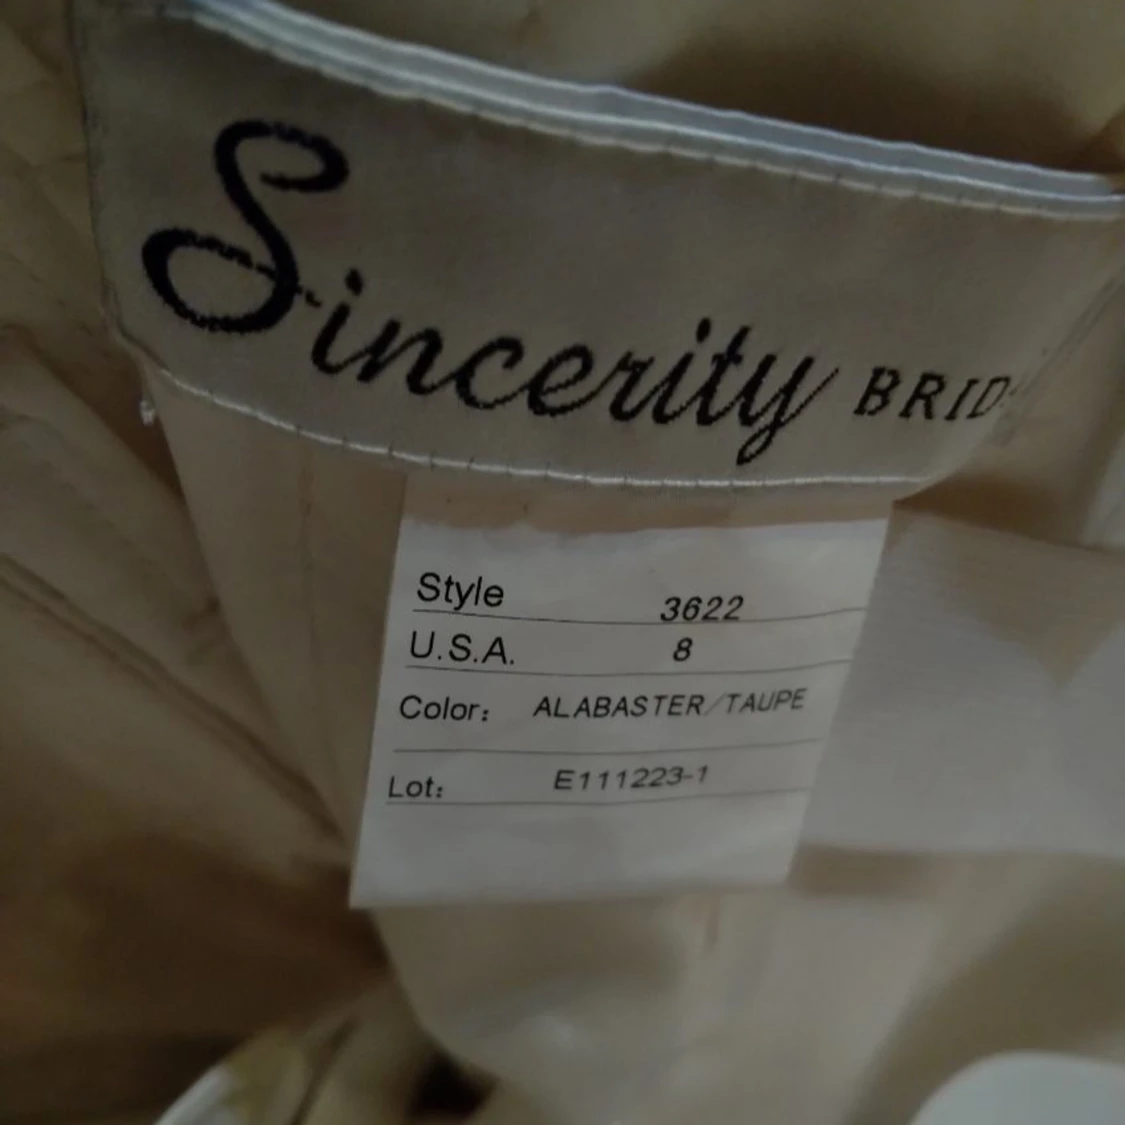 Sincerity BRID
Style 3622
U.S.A. 8
Color: ALABASTER/TAUPE
Lot: E111223-1